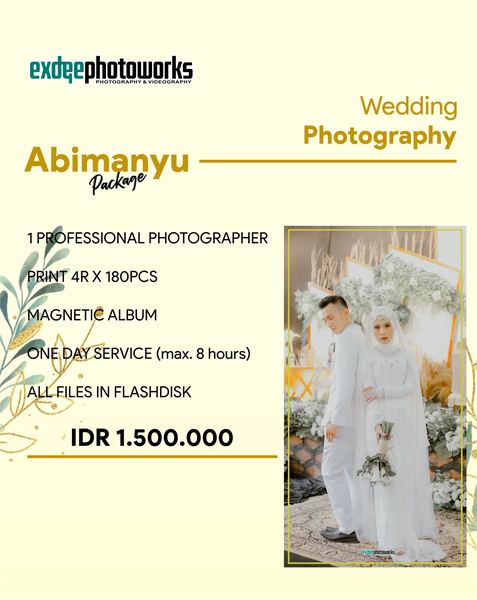 exdeephotoworks
PHOTOGRAPHY & VIDEOGRAPHY
Wedding
Photography
Abimanyu
Package
1 PROFESSIONAL PHOTOGRAPHER
PRINT 4R X 180PCS
MAGNETIC ALBUM
ONE DAY SERVICE (max. 8 hours)
ALL FILES IN FLASHDISK
IDR 1.500.000
exdeephotoworks